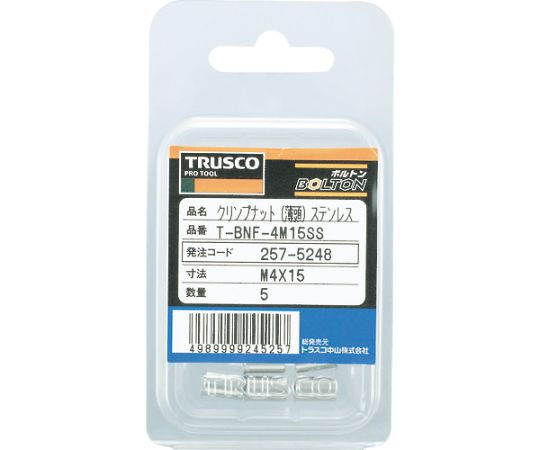 TRUSCO
PRO TOOL
ボルトン
BOLTON
品名 クリンプナット(薄頭)ステンレス
品番 T-BNF-4M15SS
発注コード 257-5248
寸法 M4X15
数量 5
4989999245257
総発売元
トラスコ中山株式会社
TRUSCO